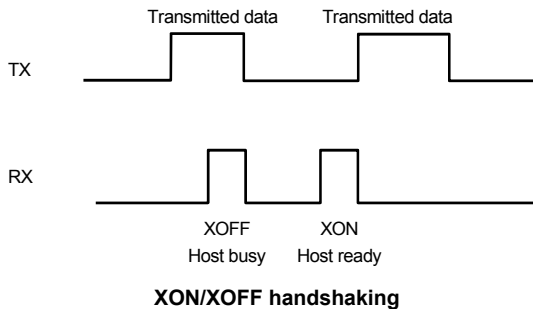 Transmitted data Transmitted data
TX
RX
XOFF XON
Host busy Host ready
XON/XOFF handshaking